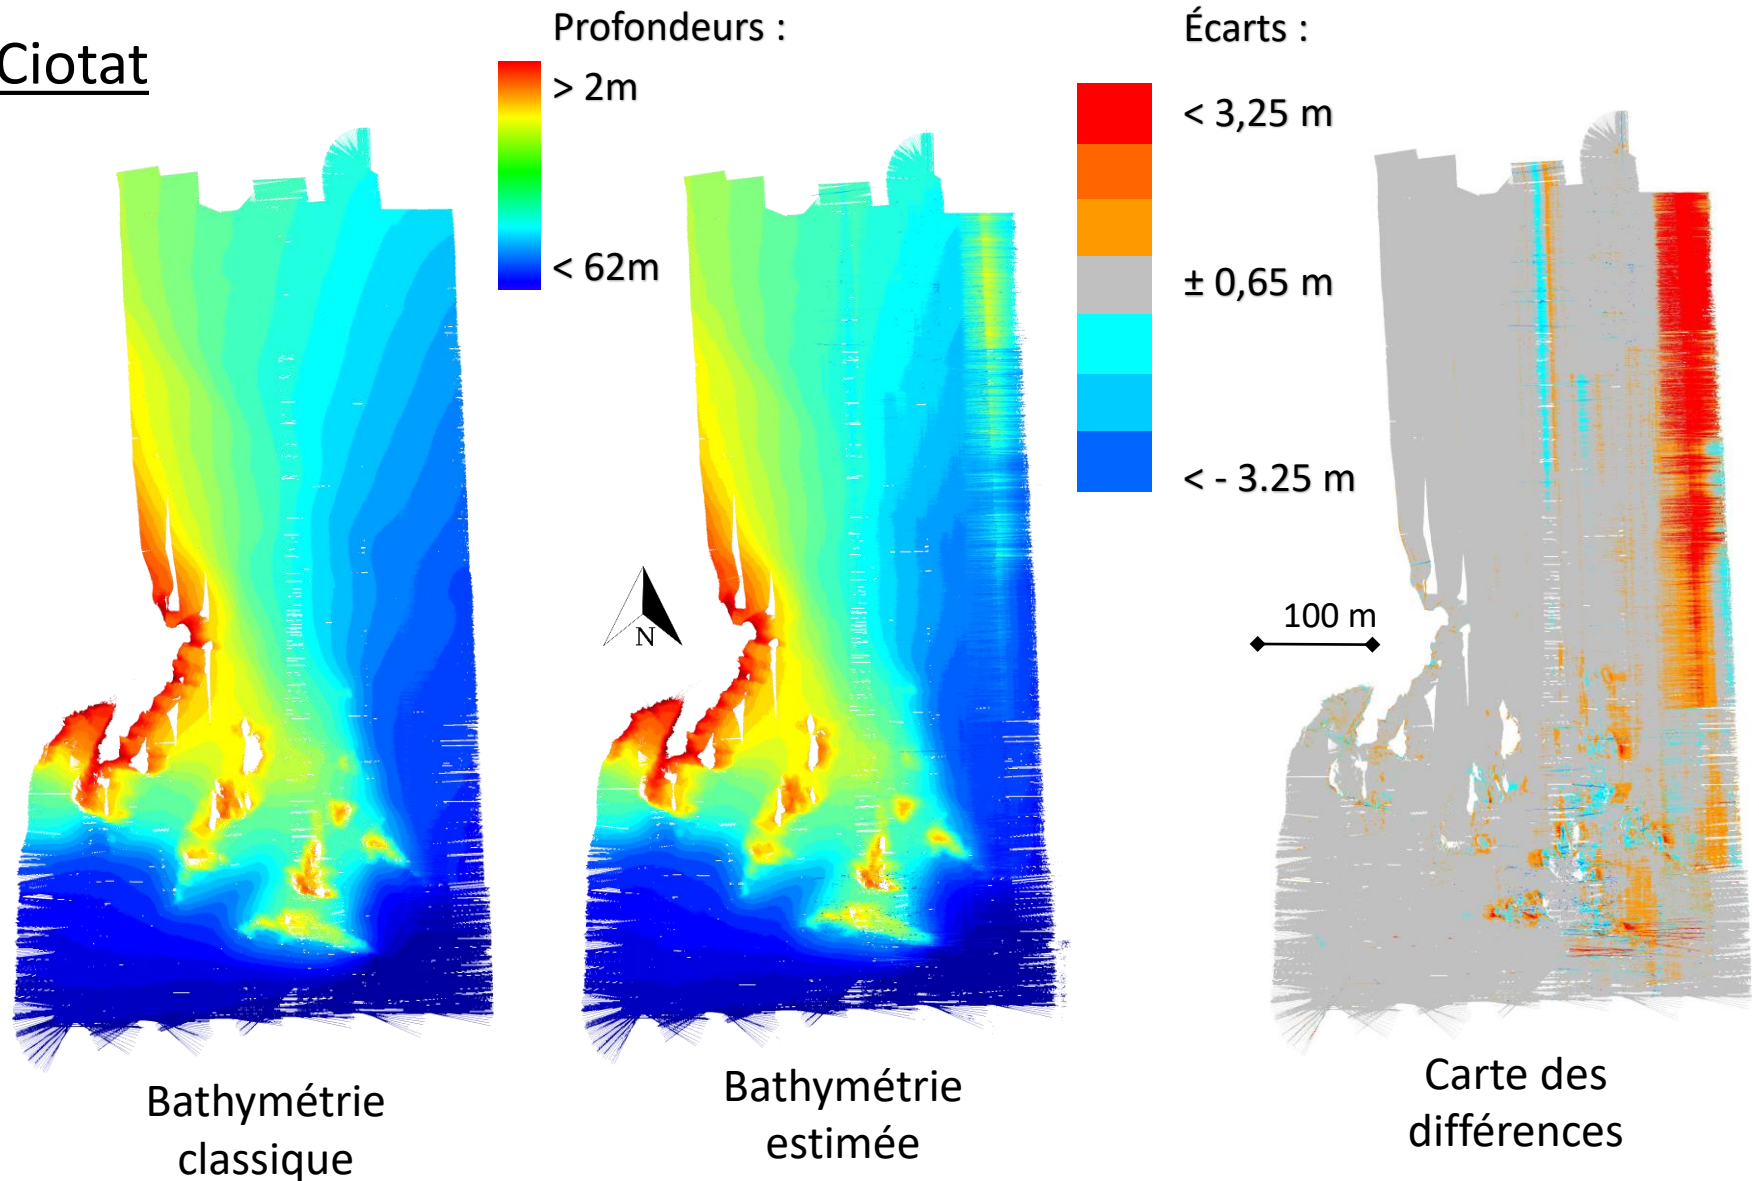 Ciotat
Profondeurs :
> 2m
< 62m
Écarts :
< 3,25 m
± 0,65 m
< - 3.25 m
N
100 m
Bathymétrie
classique
Bathymétrie
estimée
Carte des
différences